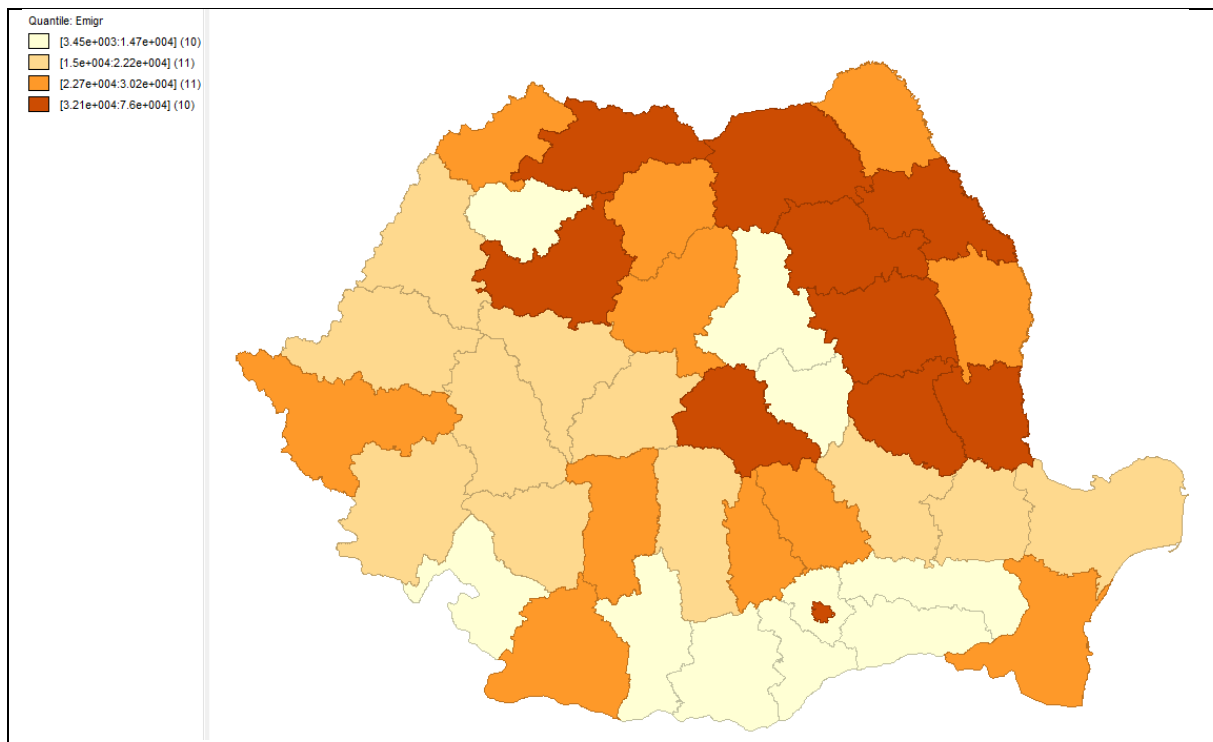 Quantile: Emigr
[3.45e+003:1.47e+004] (10)
[1.5e+004:2.22e+004] (11)
[2.27e+004:3.02e+004] (11)
[3.21e+004:7.6e+004] (10)